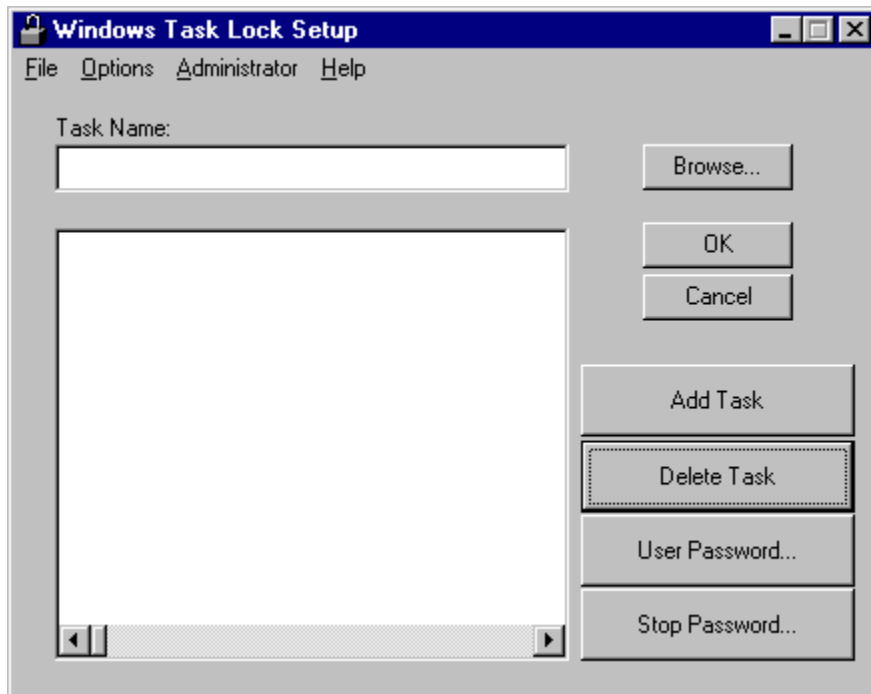 Windows Task Lock Setup
File Options Administrator Help
Task Name:
Browse...
OK
Cancel
Add Task
Delete Task
User Password...
Stop Password...